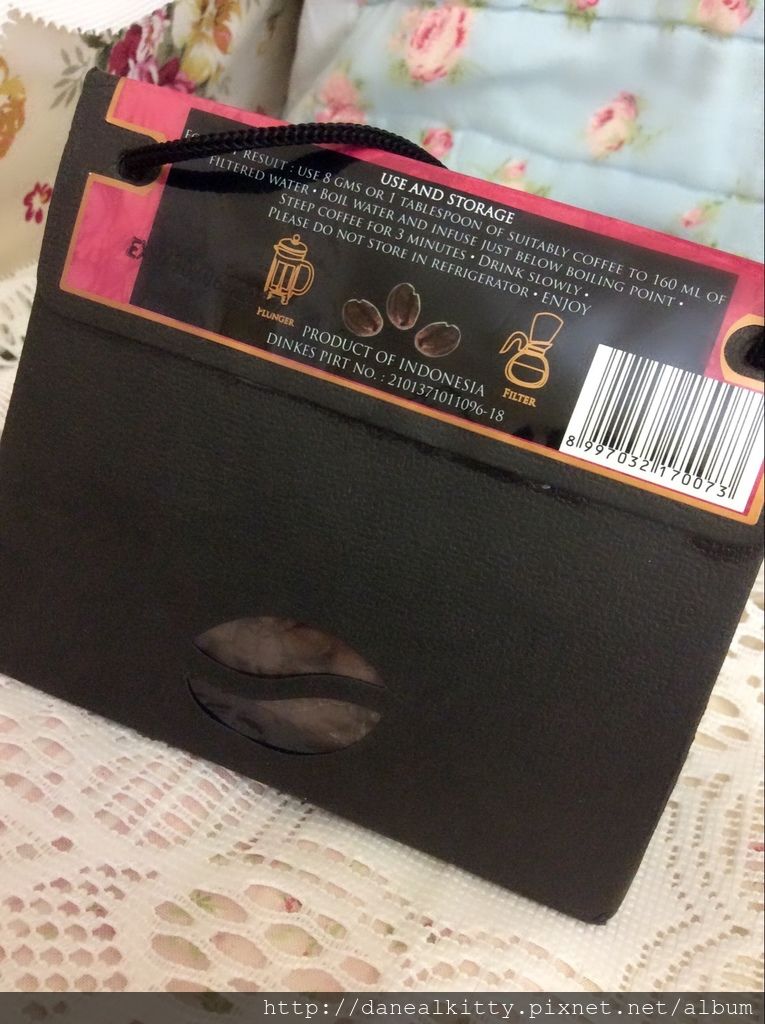 USE AND STORAGE
RESULT : USE 8 GMS OR 1 TABLESPOON OF SUITABLY COFFEE TO 160 ML OF
FILTERED WATER • BOIL WATER AND INFUSE JUST BELOW BOILING POINT •
STEEP COFFEE FOR 3 MINUTES • DRINK SLOWLY •
PLEASE DO NOT STORE IN REFRIGERATOR • ENJOY
PLUNGER
PRODUCT OF INDONESIA
DINKES PIRT NO. : 2101371011096-18
FILTER
8 997032 170073
http://danealkitty.pixnet.net/album